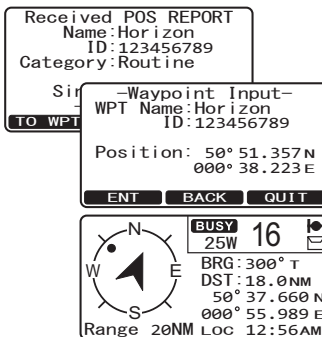 Received POS REPORT
Name:Horizon
ID:123456789
Category:Routine
TO WPT
–Waypoint Input–
WPT Name:Horizon
ID:123456789
Position: 50°51.357N
000°38.223E
ENT BACK QUIT
N
W E
S
Range 20NM
BUSY
25W 16
BRG:300°T
DST:18.0NM
50°37.660N
000°55.989E
LOC 12:56AM